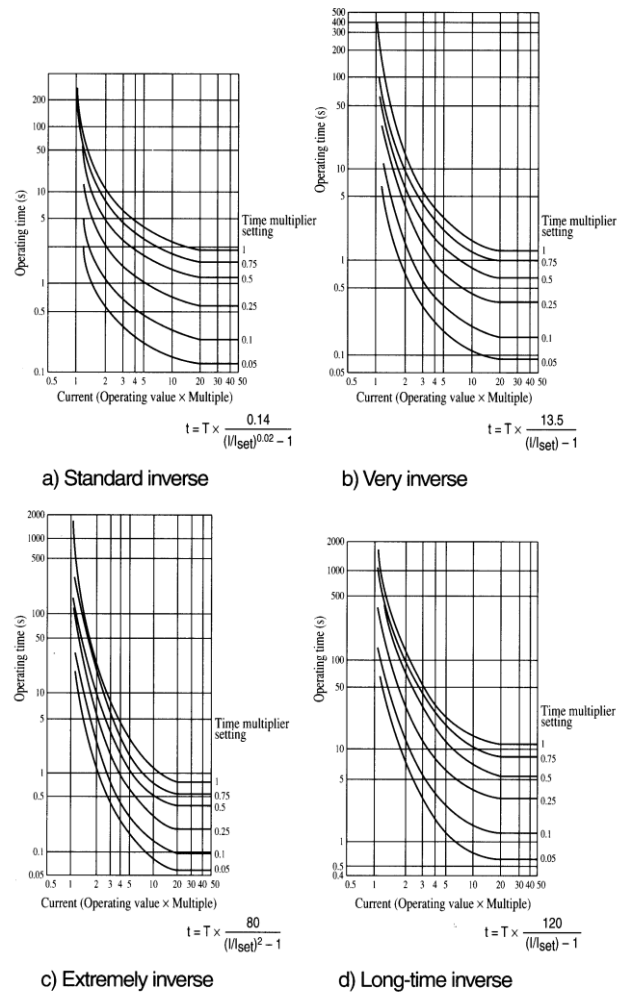 Operating time (s)
200
100
50
10
5
1
0.5
0.1
Time multiplier
setting
1
0.75
0.5
0.25
0.1
0.05
0.5 1 2 3 4 5 10 20 30 40 50
Current (Operating value × Multiple)
t = T × 0.14
(I/Iset)^0.02 – 1
a) Standard inverse
Operating time (s)
500
400
300
100
50
10
5
1
0.5
0.1
0.05
Time multiplier
setting
1
0.75
0.5
0.25
0.1
0.05
0.5 1 2 3 4 5 10 20 30 40 50
Current (Operating value × Multiple)
t = T × 13.5
(I/Iset) – 1
b) Very inverse
Operating time (s)
2000
1000
500
100
50
10
5
1
0.5
0.1
0.05
Time multiplier
setting
1
0.75
0.5
0.25
0.1
0.05
0.5 1 2 3 4 5 10 20 30 40 50
Current (Operating value × Multiple)
t = T × 80
(I/Iset)^2 – 1
c) Extremely inverse
Operating time (s)
2000
1000
500
100
50
10
5
1
0.5
0.4
Time multiplier
setting
1
0.75
0.5
0.25
0.1
0.05
0.5 1 2 3 4 5 10 20 30 40 50
Current (Operating value × Multiple)
t = T × 120
(I/Iset) – 1
d) Long-time inverse